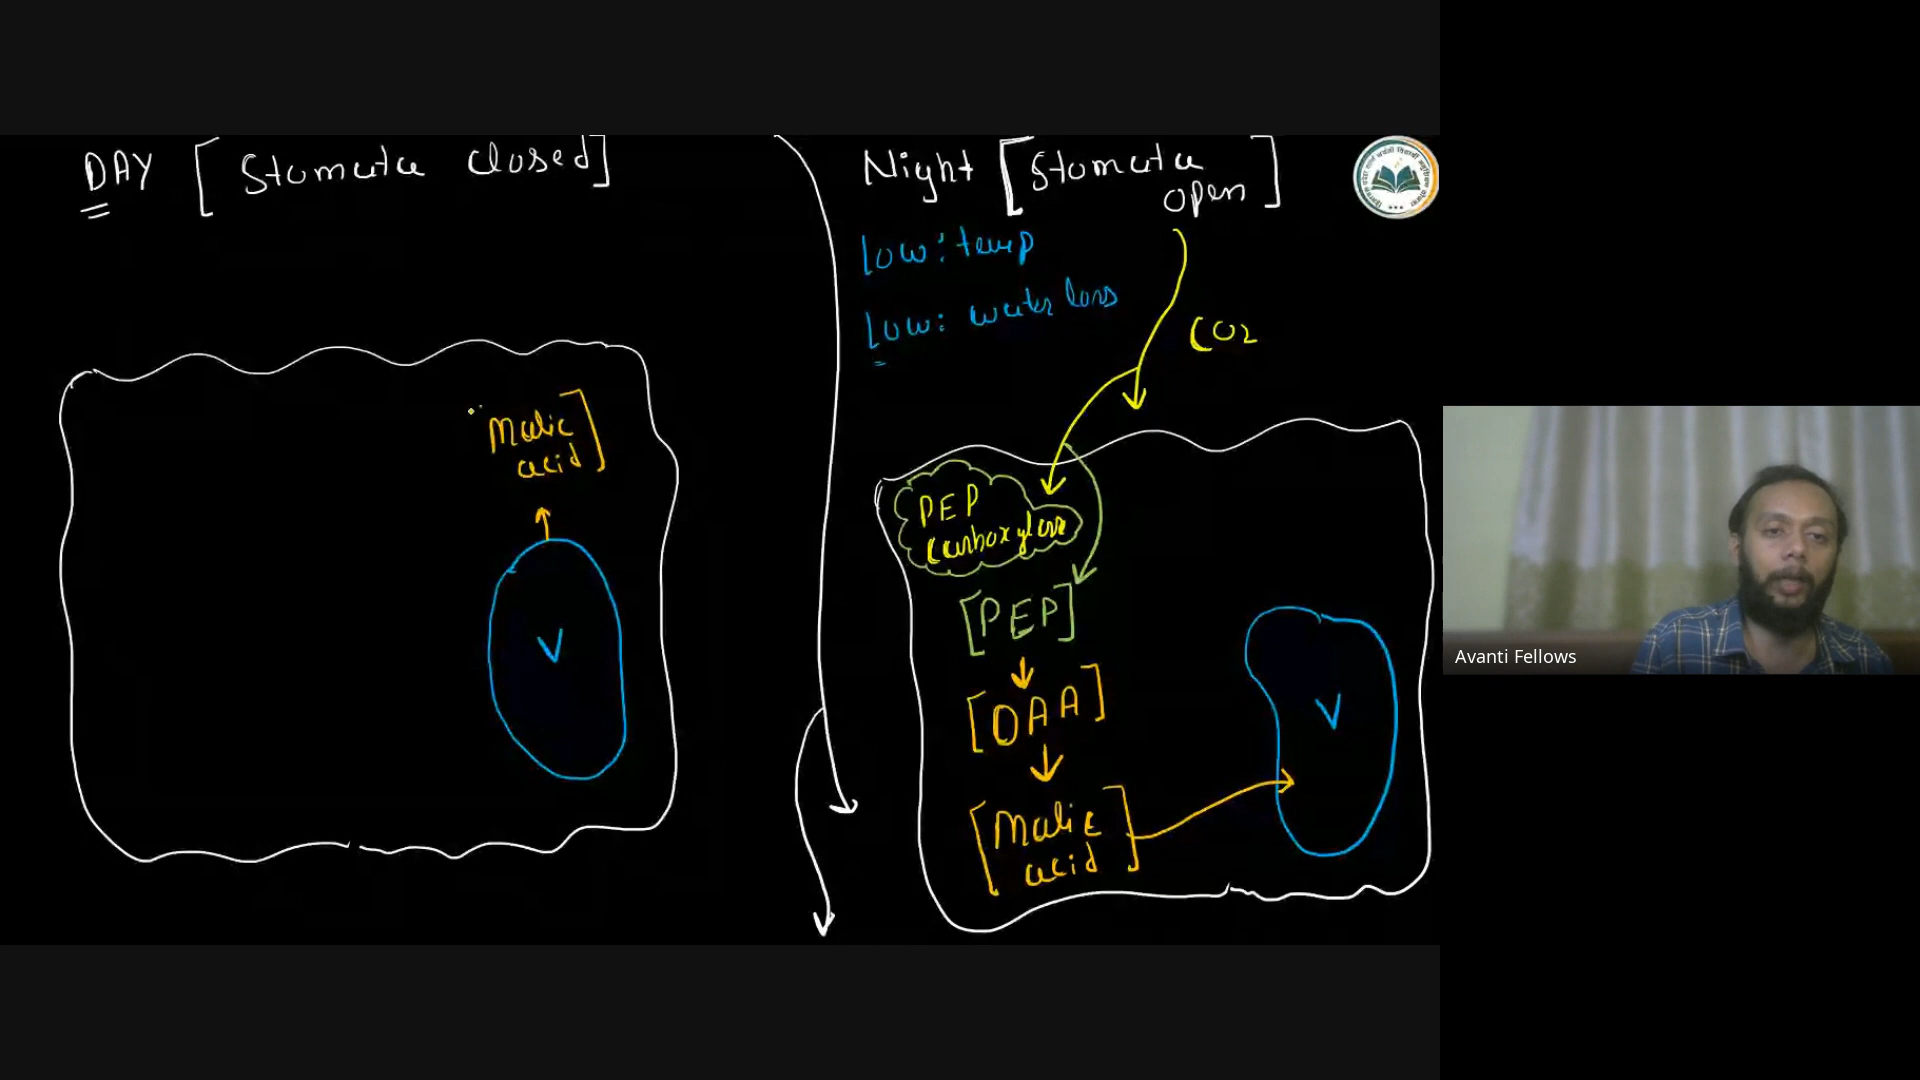 DAY [Stomata closed]
Malic
acid]
V
Night [Stomata
open]
Low: temp
Low: water loss
CO2
PEP
Carboxylase
[PEP]
[OAA]
[Malic
acid]
V
Avanti Fellows